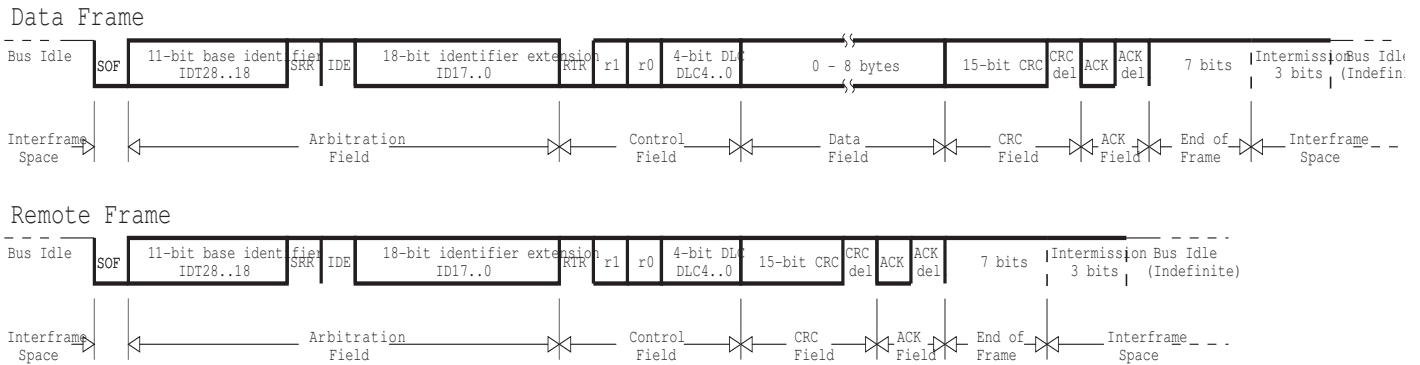 Data Frame
Bus Idle
SOF
11-bit base identifier
IDT28..18
SRR
IDE
18-bit identifier extension
ID17..0
RTR
r1
r0
4-bit DLC
DLC4..0
0 - 8 bytes
15-bit CRC
CRC
del
ACK
ACK
del
7 bits
Intermission
3 bits
Bus Idle
(Indefini
Interframe
Space
Arbitration
Field
Control
Field
Data
Field
CRC
Field
ACK
Field
End of
Frame
Interframe
Space
Remote Frame
Bus Idle
SOF
11-bit base identifier
IDT28..18
SRR
IDE
18-bit identifier extension
ID17..0
RTR
r1
r0
4-bit DLC
DLC4..0
15-bit CRC
CRC
del
ACK
ACK
del
7 bits
Intermission
3 bits
Bus Idle
(Indefinite)
Interframe
Space
Arbitration
Field
Control
Field
CRC
Field
ACK
Field
End of
Frame
Interframe
Space